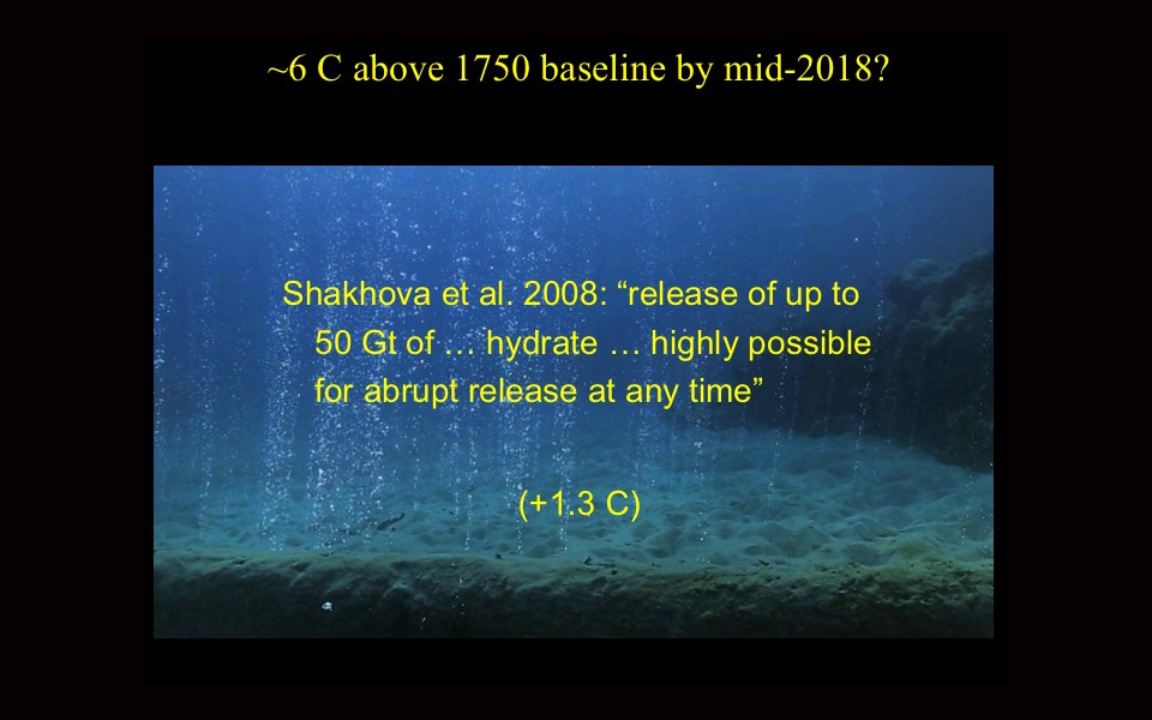 ~6 C above 1750 baseline by mid-2018?
Shakhova et al. 2008: “release of up to
50 Gt of … hydrate … highly possible
for abrupt release at any time”
(+1.3 C)